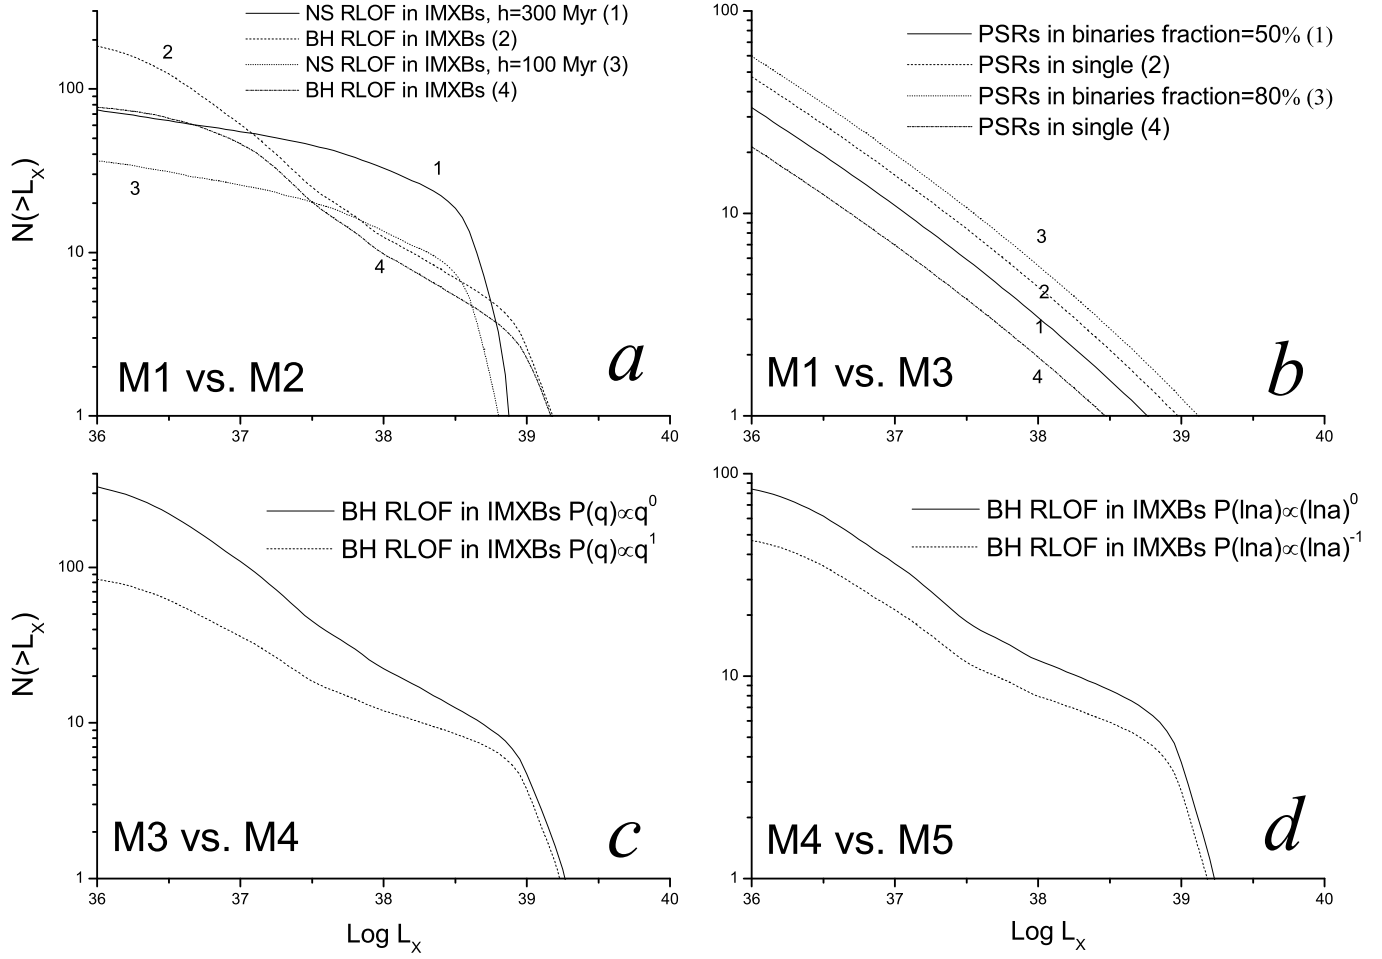 NS RLOF in IMXBs, h=300 Myr (1)
BH RLOF in IMXBs (2)
NS RLOF in IMXBs, h=100 Myr (3)
BH RLOF in IMXBs (4)
100
10
1
N(>L_X)
2
1
3
4
M1 vs. M2
a
36 37 38 39 40
PSRs in binaries fraction=50% (1)
PSRs in single (2)
PSRs in binaries fraction=80% (3)
PSRs in single (4)
100
10
1
3
2
1
4
M1 vs. M3
b
36 37 38 39 40
BH RLOF in IMXBs P(q)∝q^0
BH RLOF in IMXBs P(q)∝q^1
100
10
1
N(>L_X)
M3 vs. M4
c
36 37 38 39 40
Log L_X
BH RLOF in IMXBs P(lna)∝(lna)^0
BH RLOF in IMXBs P(lna)∝(lna)^-1
100
10
1
M4 vs. M5
d
36 37 38 39 40
Log L_X